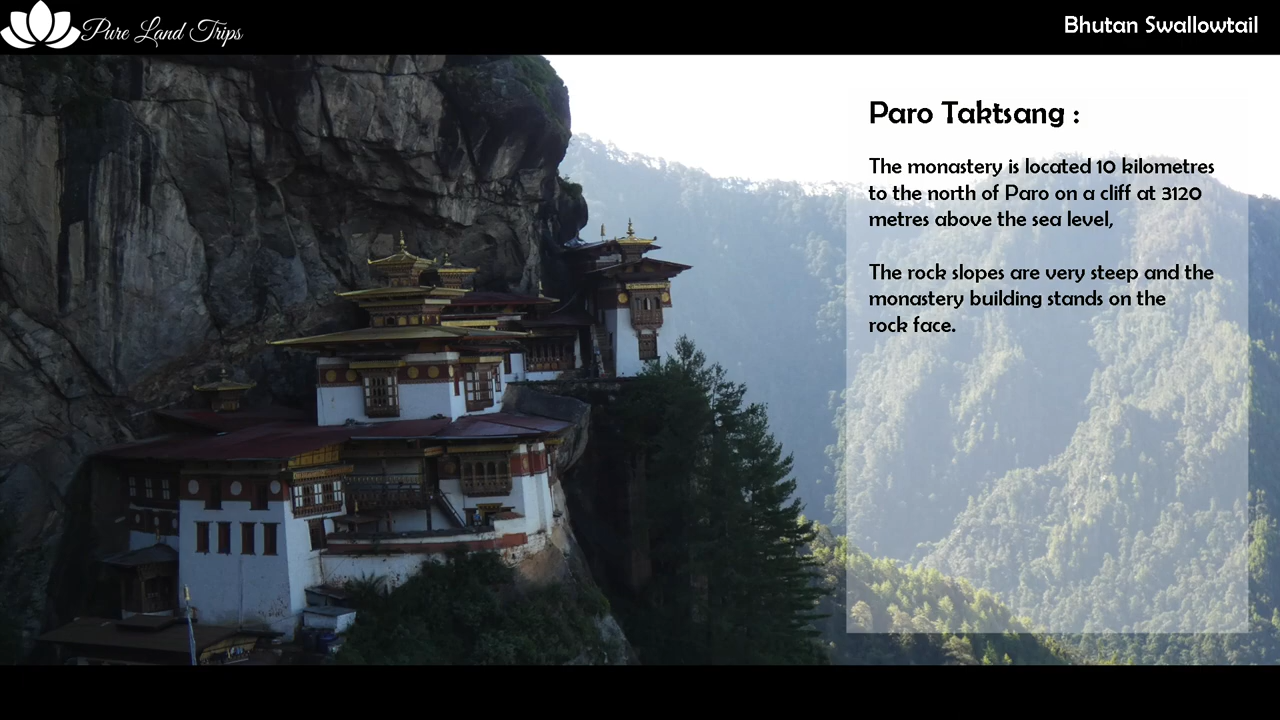 Pure Land Trips
Bhutan Swallowtail
Paro Taktsang :
The monastery is located 10 kilometres
to the north of Paro on a cliff at 3120
metres above the sea level,
The rock slopes are very steep and the
monastery building stands on the
rock face.